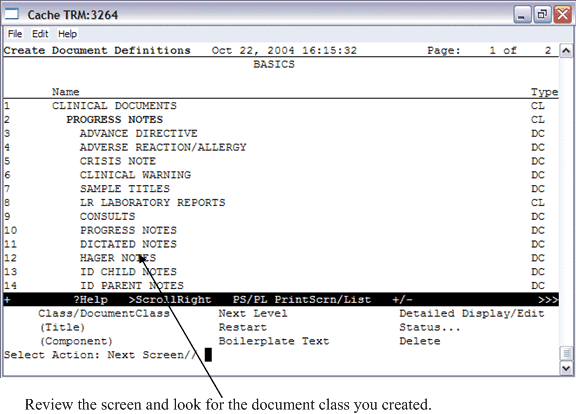 Cache TRM:3264
File Edit Help
Create Document Definitions Oct 22, 2004 16:15:32 Page: 1 of 2
BASICS
Name Type
1 CLINICAL DOCUMENTS CL
2 PROGRESS NOTES CL
3 ADVANCE DIRECTIVE DC
4 ADVERSE REACTION/ALLERGY DC
5 CRISIS NOTE DC
6 CLINICAL WARNING DC
7 SAMPLE TITLES DC
8 LR LABORATORY REPORTS CL
9 CONSULTS DC
10 PROGRESS NOTES DC
11 DICTATED NOTES DC
12 HAGER NOTES DC
13 ID CHILD NOTES DC
14 ID PARENT NOTES DC
+ ?Help >ScrollRight PS/PL PrintScrn/List +/- >>>
Class/DocumentClass Next Level Detailed Display/Edit
(Title) Restart Status...
(Component) Boilerplate Text Delete
Select Action: Next Screen//
Review the screen and look for the document class you created.